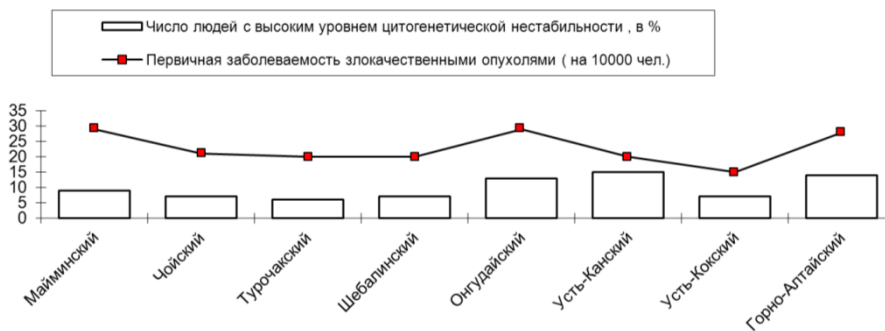 Число людей с высоким уровнем цитогенетической нестабильности , в %
Первичная заболеваемость злокачественными опухолями ( на 10000 чел.)
35
30
25
20
15
10
5
0
Майминский
Чойский
Турочакский
Шебалинский
Онгудайский
Усть-Канский
Усть-Кокский
Горно-Алтайский